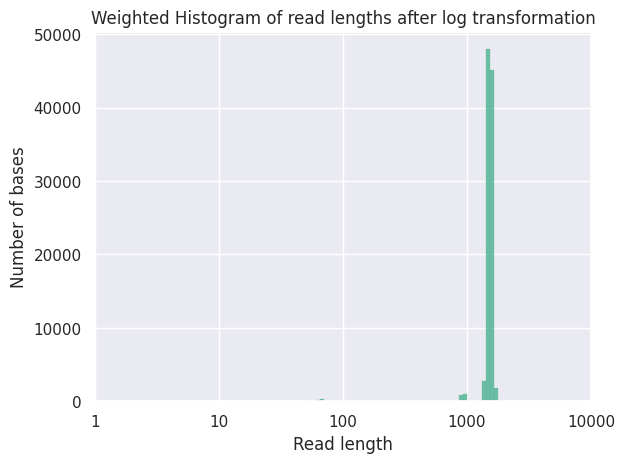 Weighted Histogram of read lengths after log transformation
50000
40000
30000
20000
10000
0
Number of bases
1 10 100 1000 10000
Read length